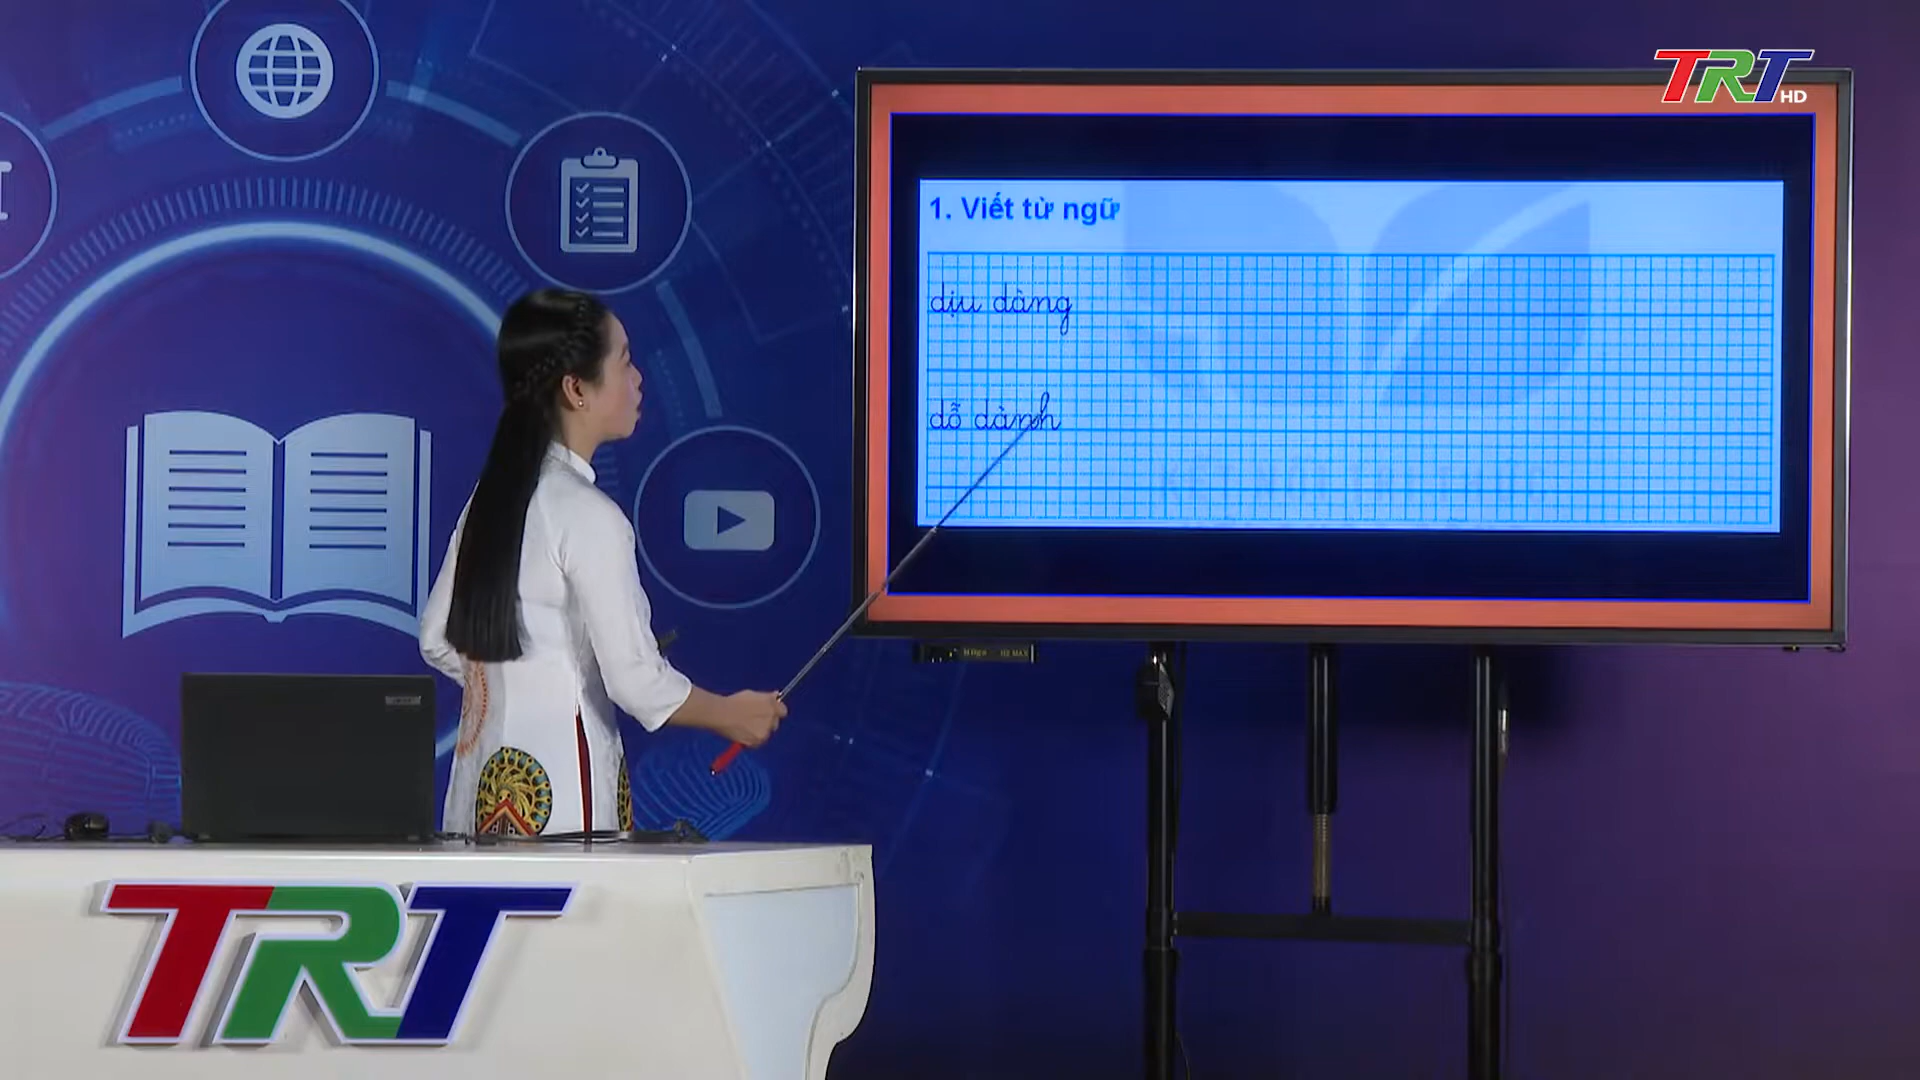 TRT HD
1. Viết từ ngữ
dịu dàng
dỗ dành
TRT